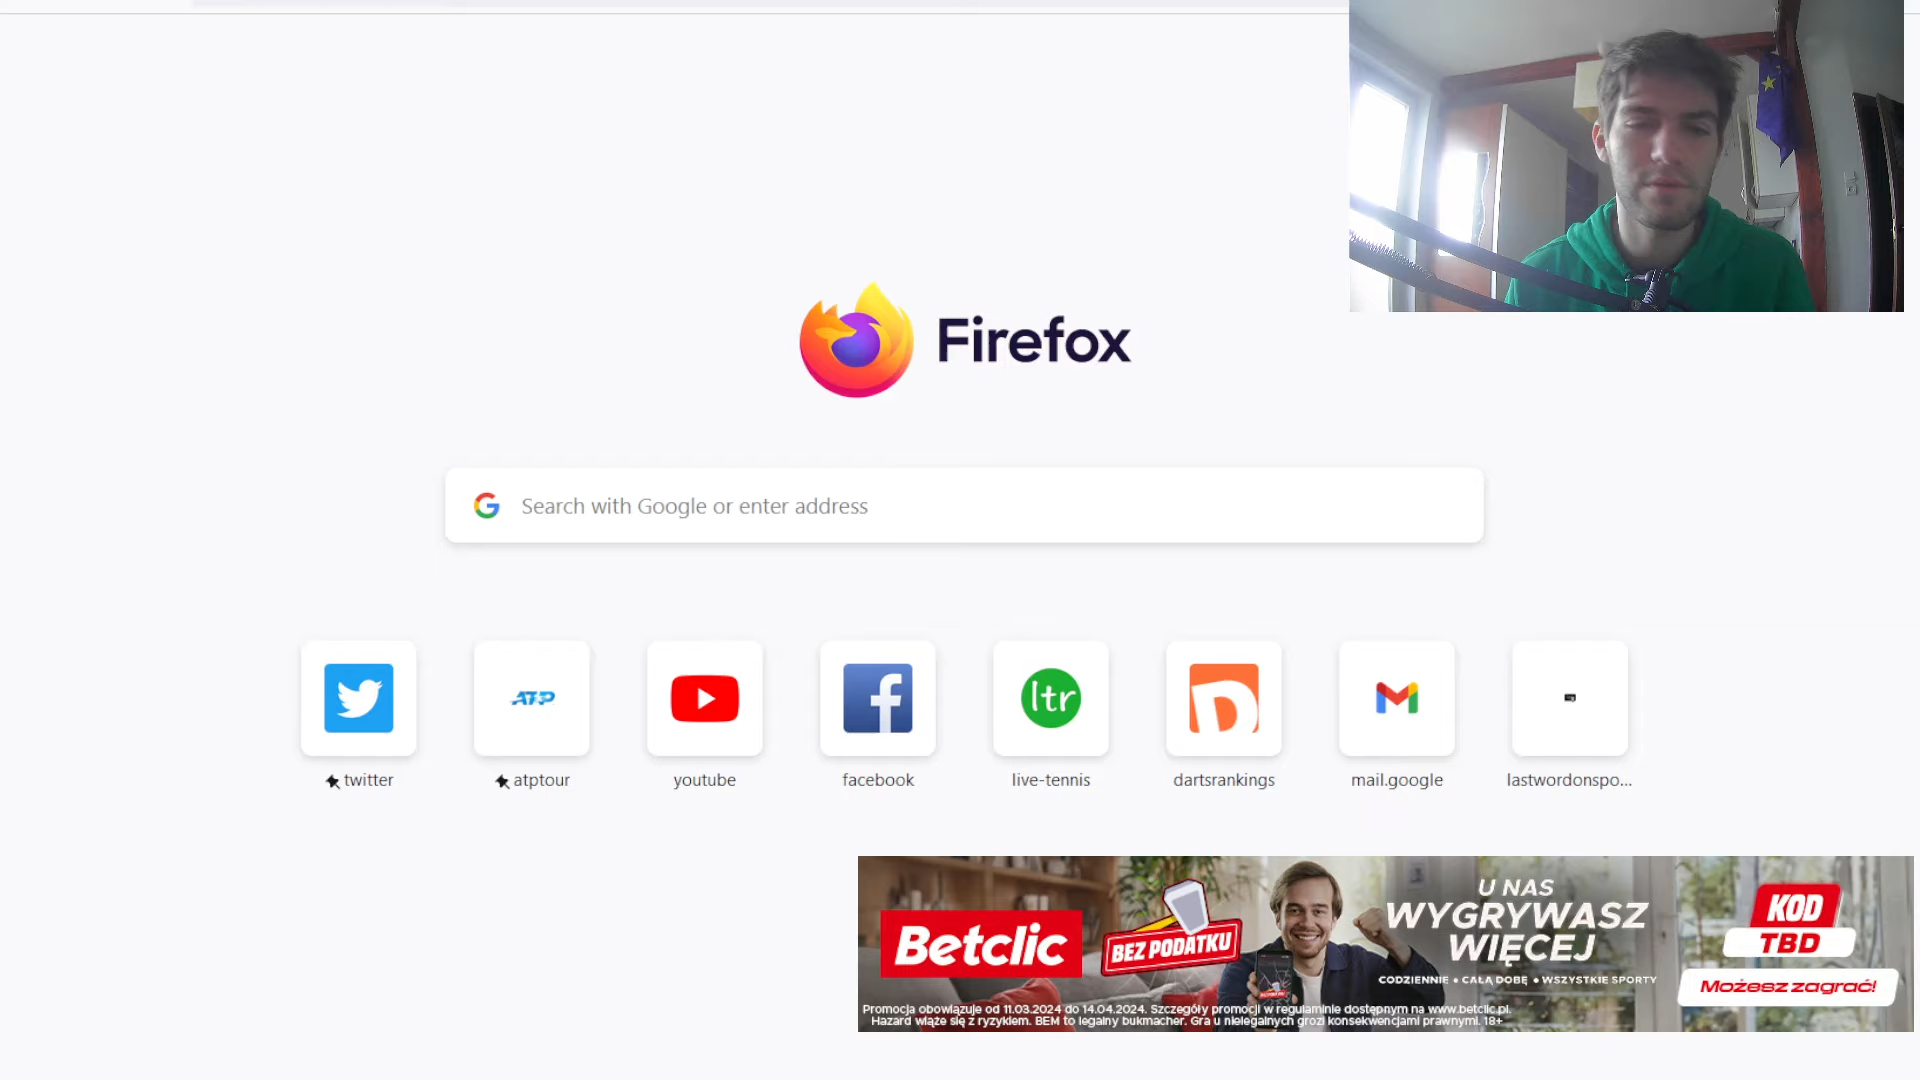 Firefox
Search with Google or enter address
ATP
ltr
twitter
atptour
youtube
facebook
live-tennis
dartsrankings
mail.google
lastwordonspo...
Betclic
BEZ PODATKU
U NAS
WYGRYWASZ
WIĘCEJ
CODZIENNIE • CAŁĄ DOBĘ • WSZYSTKIE SPORTY
KOD
TBD
Możesz zagrać!
Promocja obowiązuje od 11.03.2024 do 14.04.2024. Szczegóły promocji w regulaminie dostępnym na www.betclic.pl.
Hazard wiąże się z ryzykiem. BEM to legalny bukmacher. Gra u nielegalnych grozi konsekwencjami prawnymi. 18+